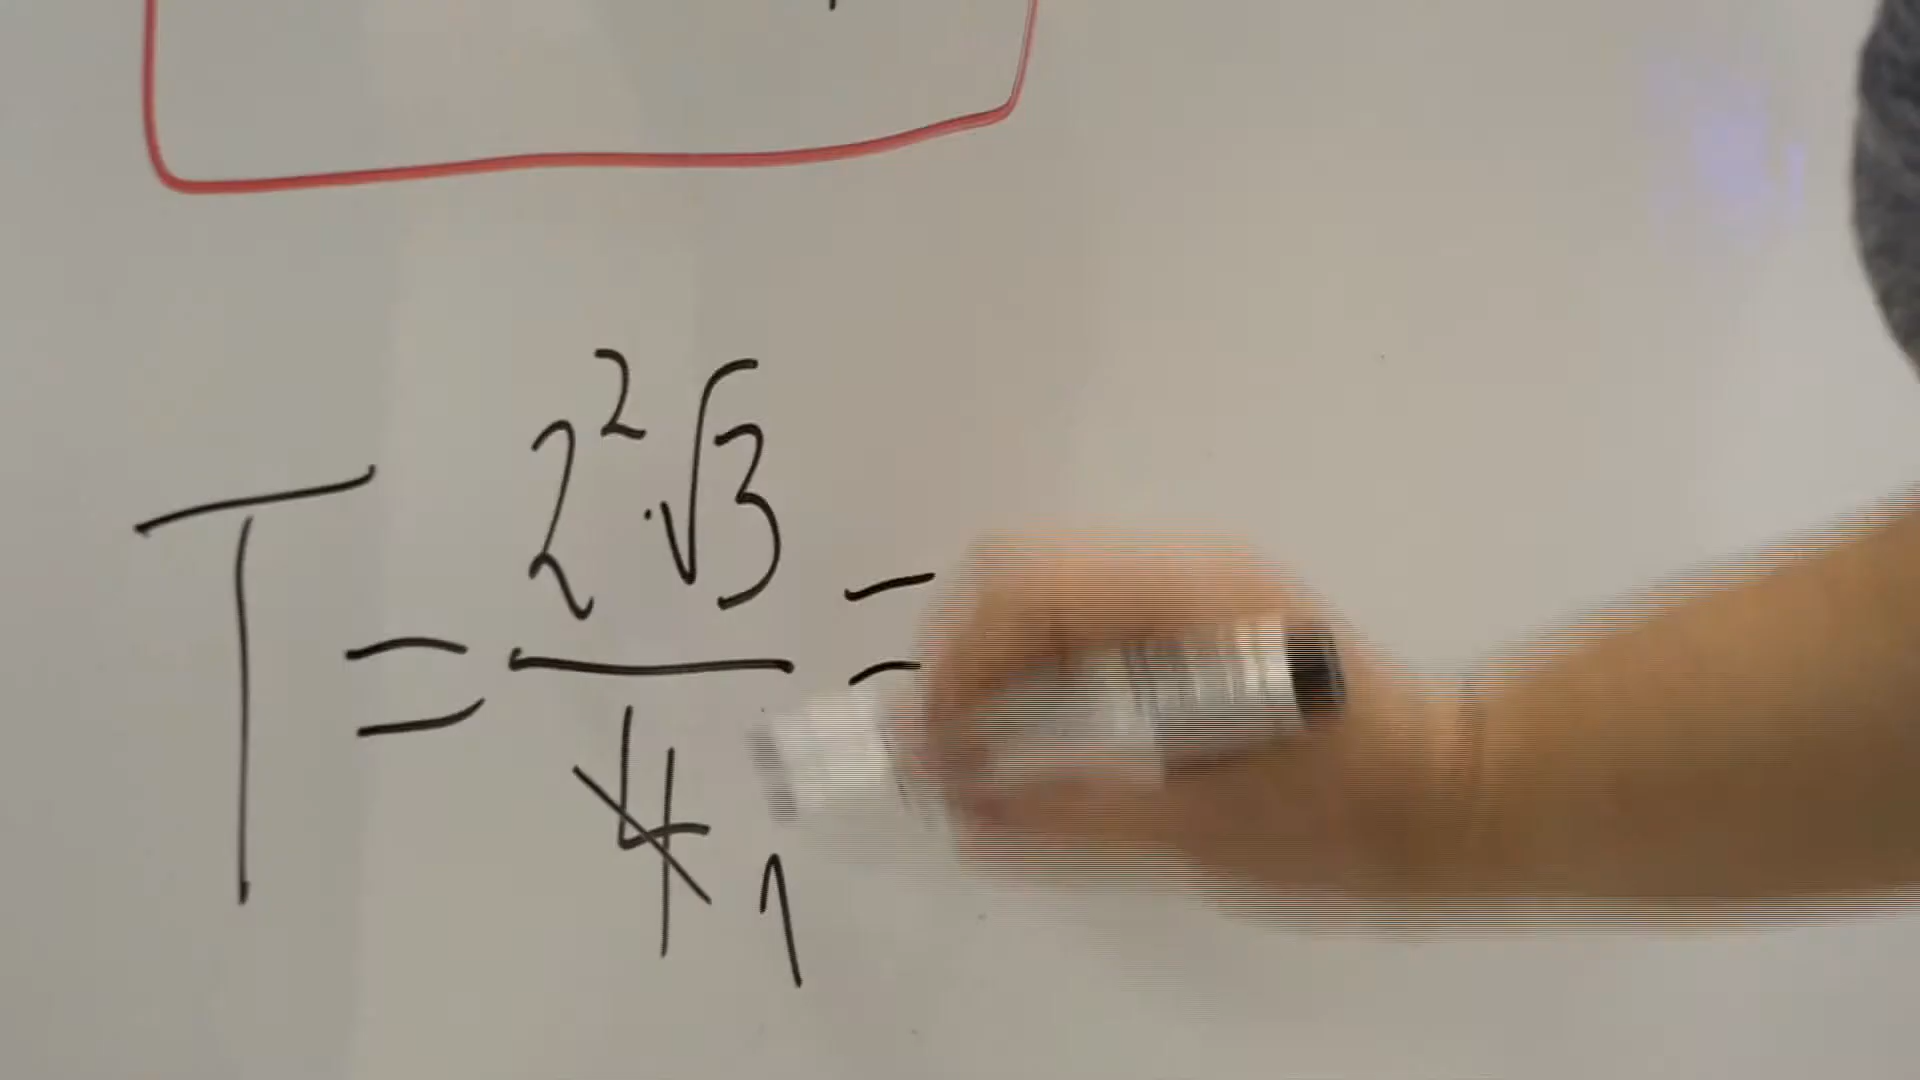 T = 2²·√3 / 4 1 =